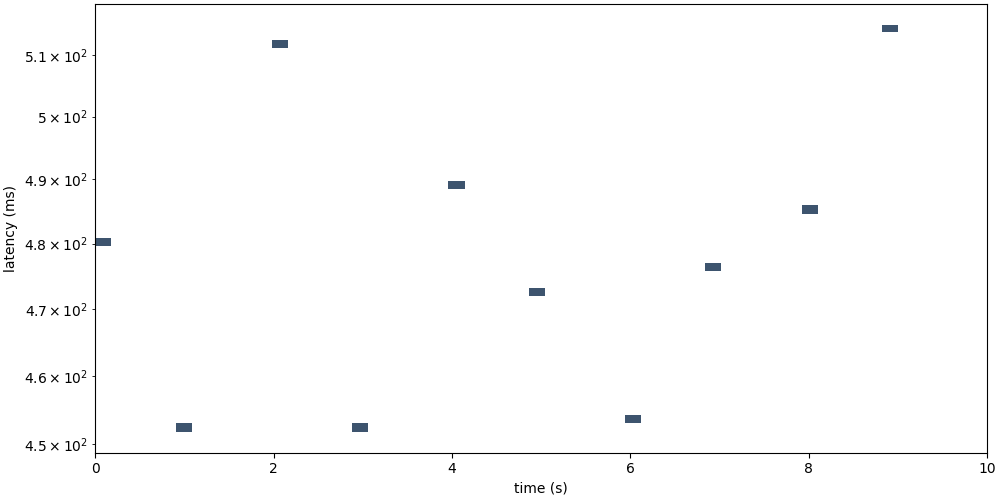 latency (ms)
5.1 × 10²
5 × 10²
4.9 × 10²
4.8 × 10²
4.7 × 10²
4.6 × 10²
4.5 × 10²
0 2 4 6 8 10
time (s)